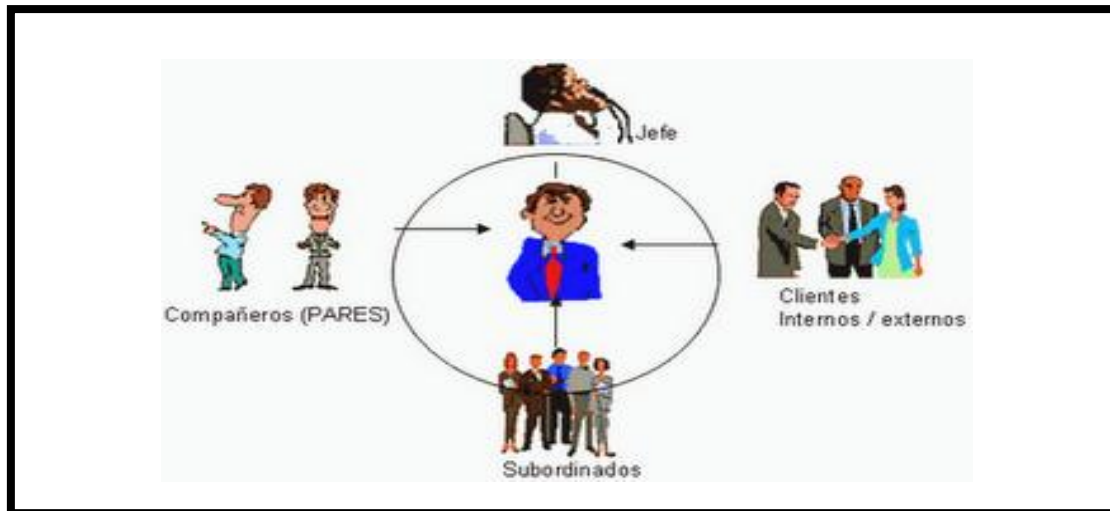 Jefe
Compañeros (PARES)
Clientes
Internos / externos
Subordinados